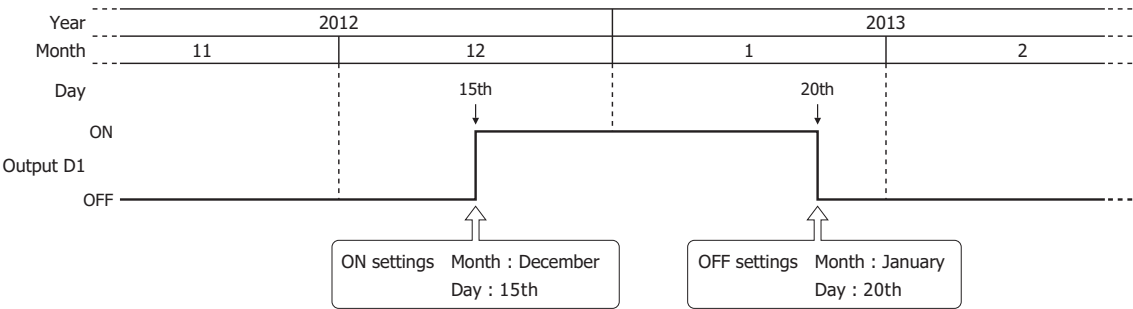 Year 2012 2013
Month 11 12 1 2
Day 15th 20th
ON
Output D1
OFF
ON settings Month : December
Day : 15th
OFF settings Month : January
Day : 20th